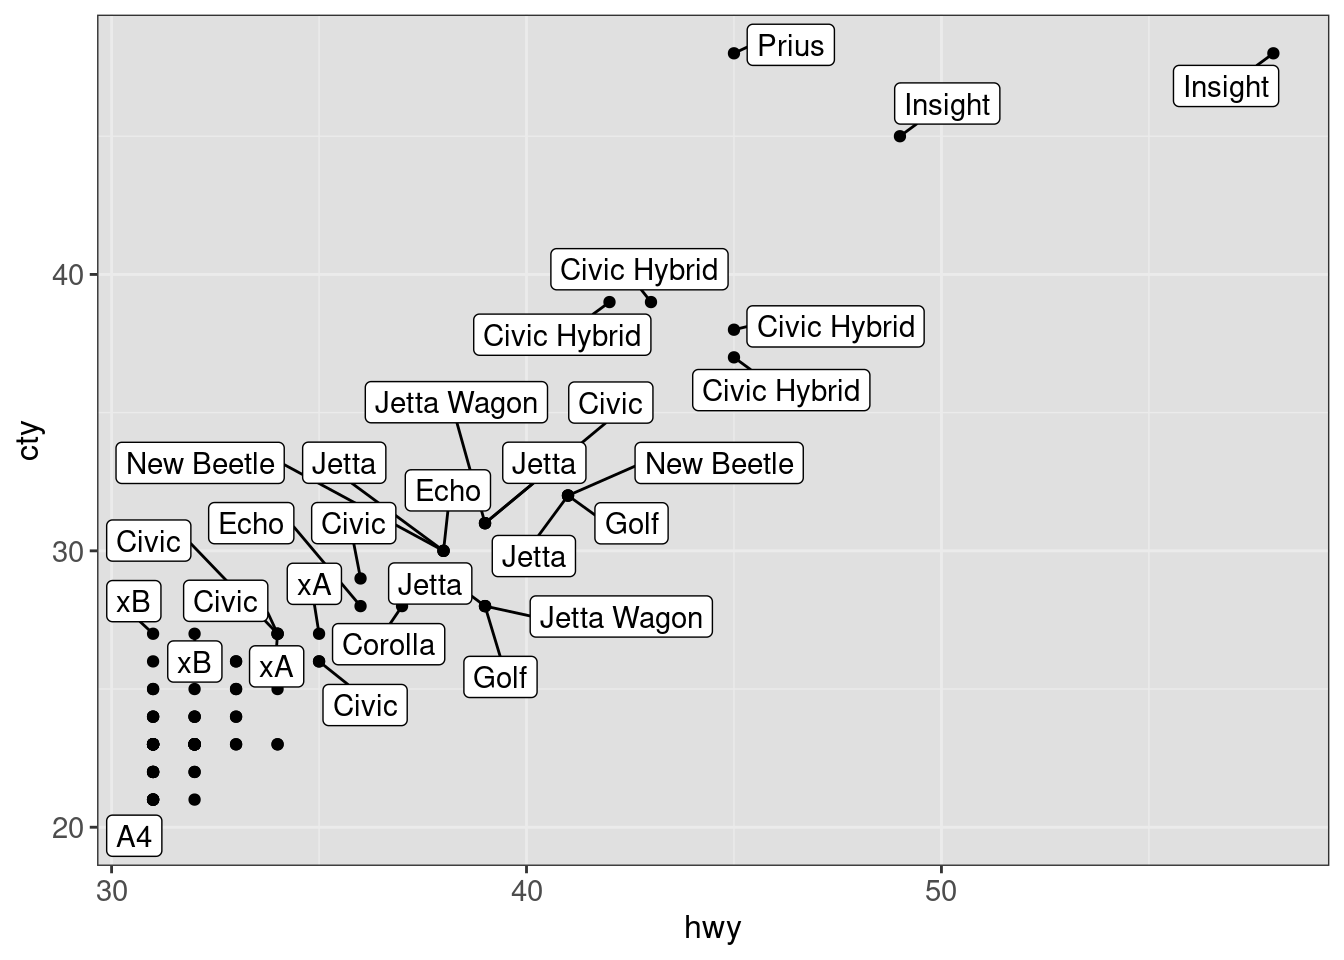 Prius
Insight
Insight
Civic Hybrid
40
Civic Hybrid
Civic Hybrid
Civic Hybrid
Jetta Wagon
Civic
cty
New Beetle
Jetta
Jetta
New Beetle
Echo
Echo
Civic
Golf
Civic
30
Jetta
xA
Jetta
xB
Civic
Jetta Wagon
Corolla
xB
xA
Golf
Civic
20
A4
30
40
50
hwy